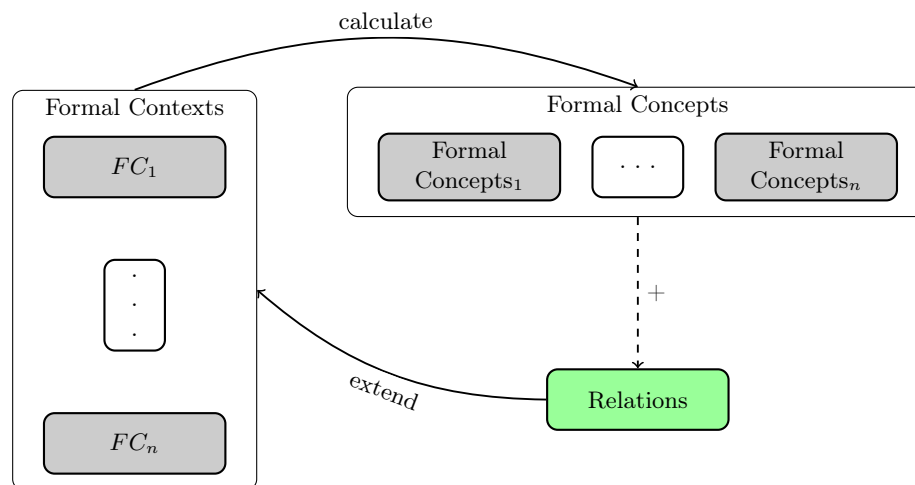 calculate
Formal Contexts
FC₁
.
.
.
FCₙ
Formal Concepts
Formal
Concepts₁
. . .
Formal
Conceptsₙ
+
extend
Relations